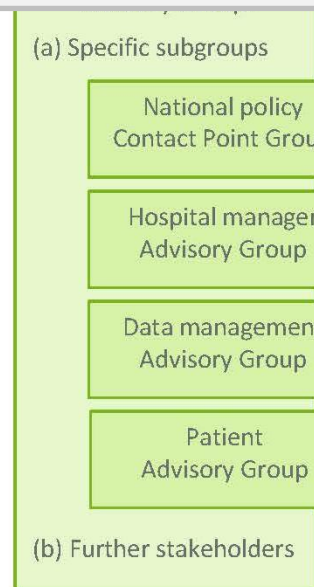 (a) Specific subgroups
National policy
Contact Point Grou
Hospital manager
Advisory Group
Data managemen
Advisory Group
Patient
Advisory Group
(b) Further stakeholders